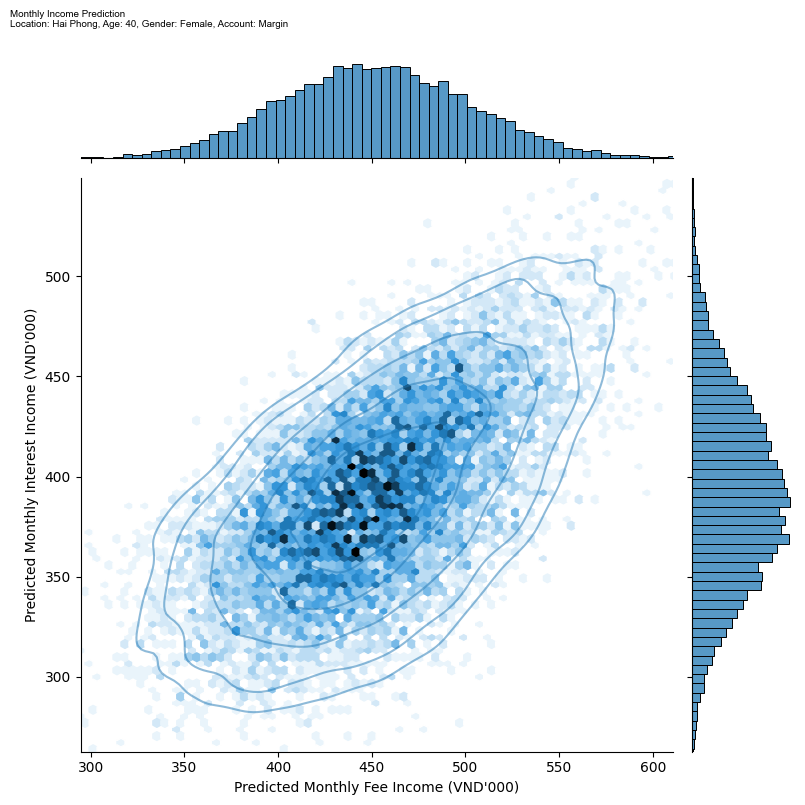 Monthly Income Prediction
Location: Hai Phong, Age: 40, Gender: Female, Account: Margin
500
450
400
350
300
Predicted Monthly Interest Income (VND'000)
300 350 400 450 500 550 600
Predicted Monthly Fee Income (VND'000)